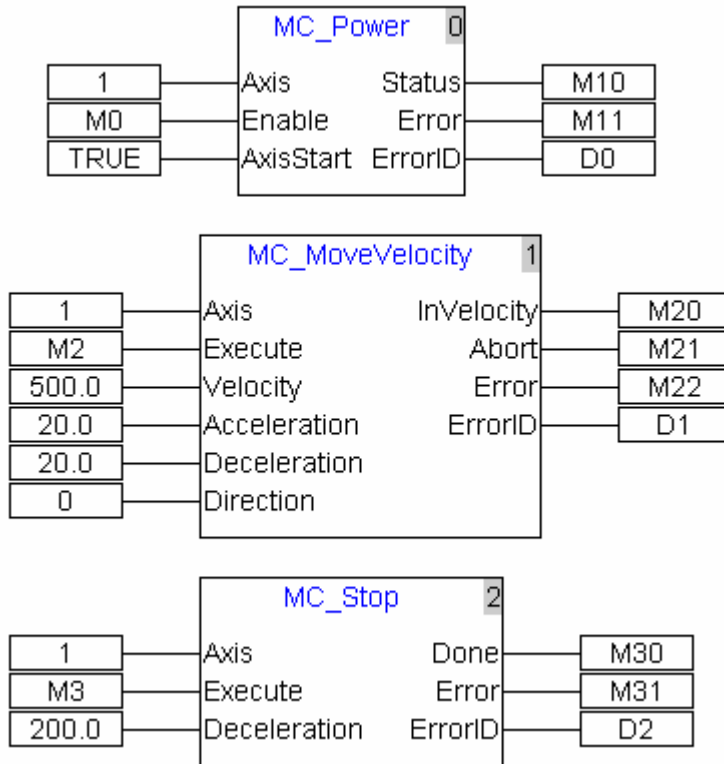 MC_Power 0
1 Axis Status M10
M0 Enable Error M11
TRUE AxisStart ErrorID D0
MC_MoveVelocity 1
1 Axis InVelocity M20
M2 Execute Abort M21
500.0 Velocity Error M22
20.0 Acceleration ErrorID D1
20.0 Deceleration
0 Direction
MC_Stop 2
1 Axis Done M30
M3 Execute Error M31
200.0 Deceleration ErrorID D2